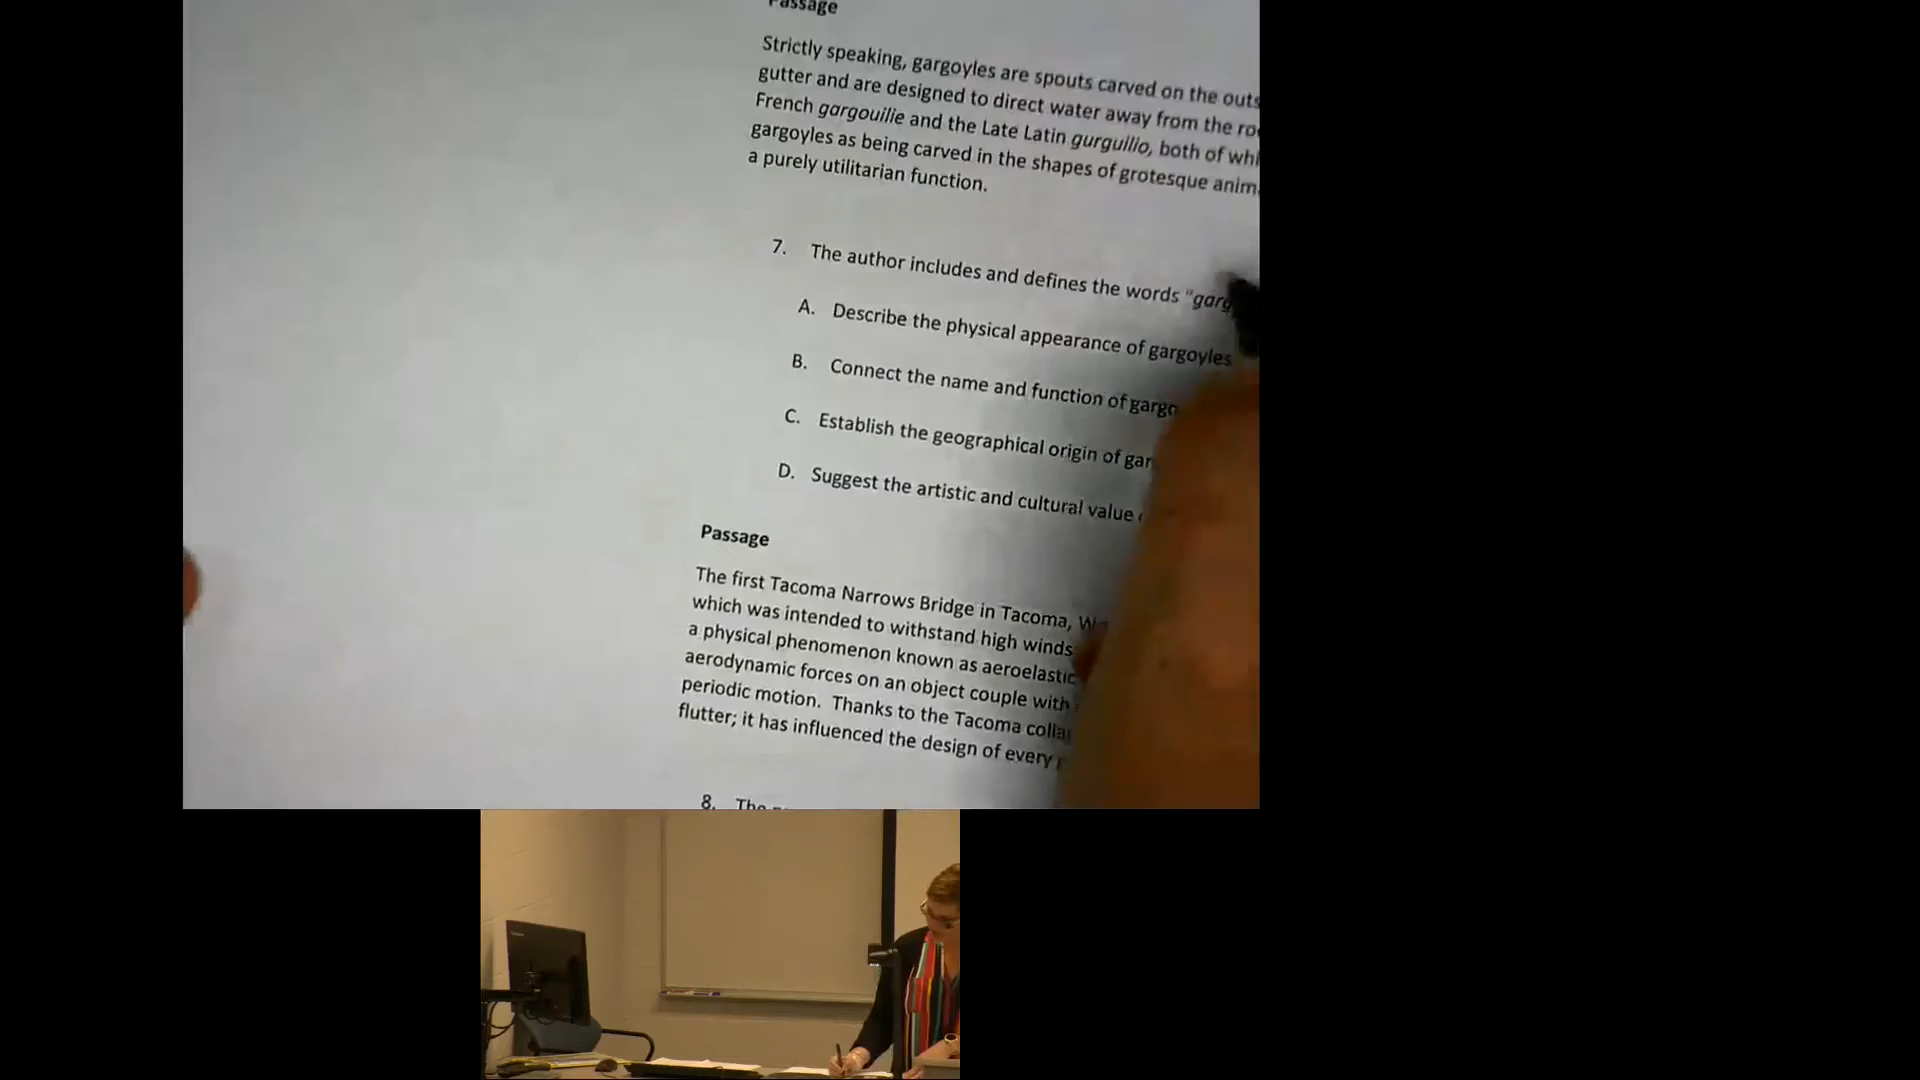 Passage
Strictly speaking, gargoyles are spouts carved on the outs
gutter and are designed to direct water away from the ro
French gargouilie and the Late Latin gurguilio, both of whi
gargoyles as being carved in the shapes of grotesque anim
a purely utilitarian function.
7. The author includes and defines the words "garg
A. Describe the physical appearance of gargoyles
B. Connect the name and function of gargo
C. Establish the geographical origin of gar
D. Suggest the artistic and cultural value
Passage
The first Tacoma Narrows Bridge in Tacoma, W
which was intended to withstand high winds
a physical phenomenon known as aeroelastic
aerodynamic forces on an object couple with
periodic motion. Thanks to the Tacoma colla
flutter; it has influenced the design of every
8. The